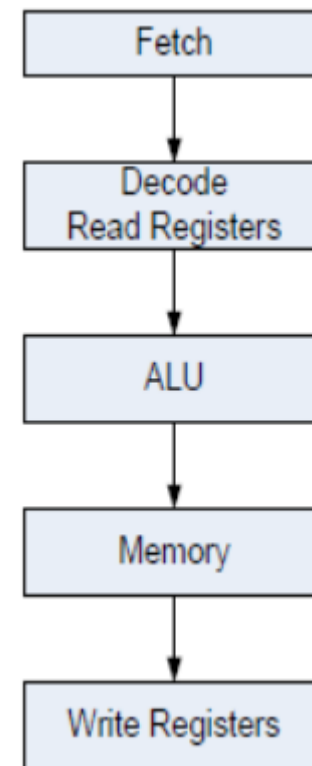 Fetch
Decode
Read Registers
ALU
Memory
Write Registers